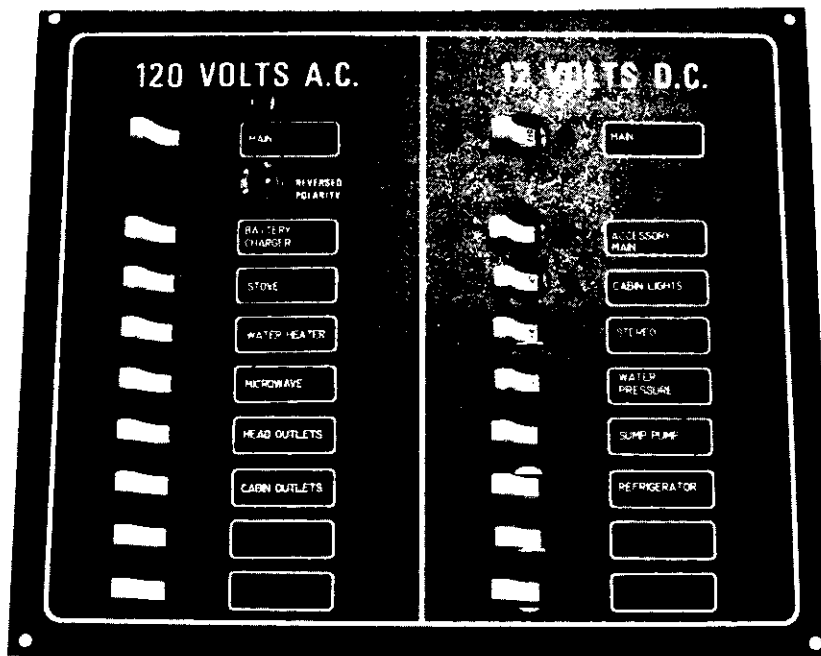 120 VOLTS A.C.
MAIN
REVERSED
POLARITY
BATTERY
CHARGER
STOVE
WATER HEATER
MICROWAVE
HEAD OUTLETS
CABIN OUTLETS
12 VOLTS D.C.
MAIN
ACCESSORY
MAIN
CABIN LIGHTS
STEREO
WATER
PRESSURE
SUMP PUMP
REFRIGERATOR